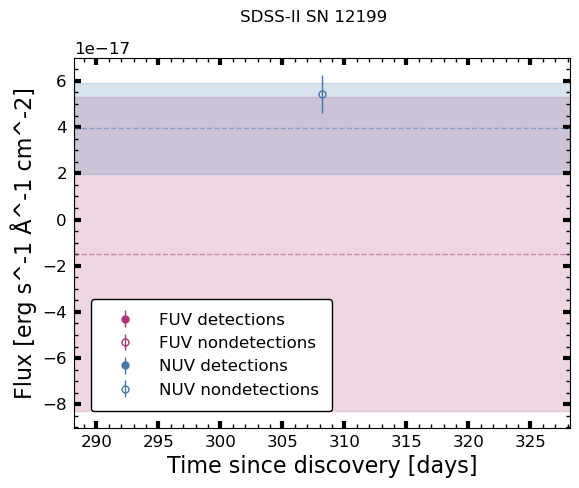 SDSS-II SN 12199
1e−17
6
4
2
0
−2
−4
−6
−8
Flux [erg s^-1 Å^-1 cm^-2]
FUV detections
FUV nondetections
NUV detections
NUV nondetections
290 295 300 305 310 315 320 325
Time since discovery [days]